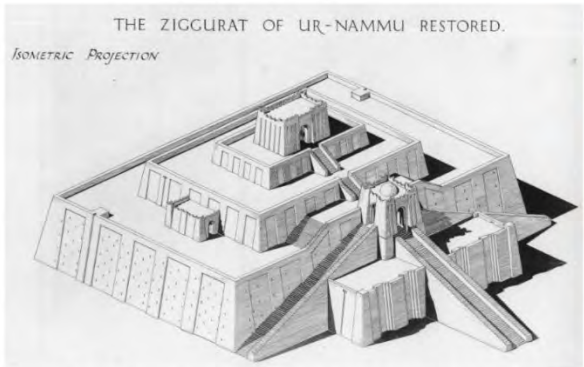 THE ZIGGURAT OF UR-NAMMU RESTORED.
ISOMETRIC PROJECTION